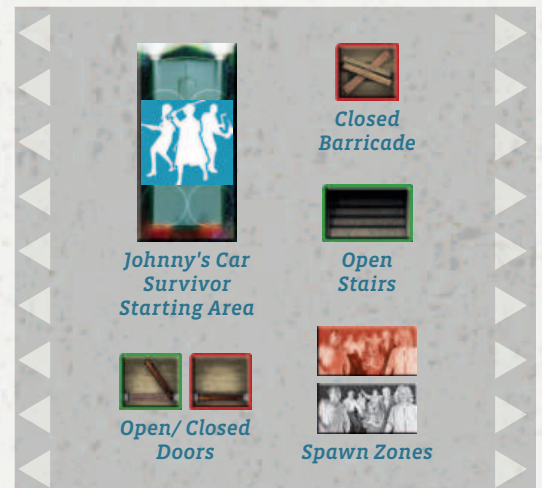 Johnny's Car
Survivor
Starting Area
Closed
Barricade
Open
Stairs
Open/ Closed
Doors
Spawn Zones